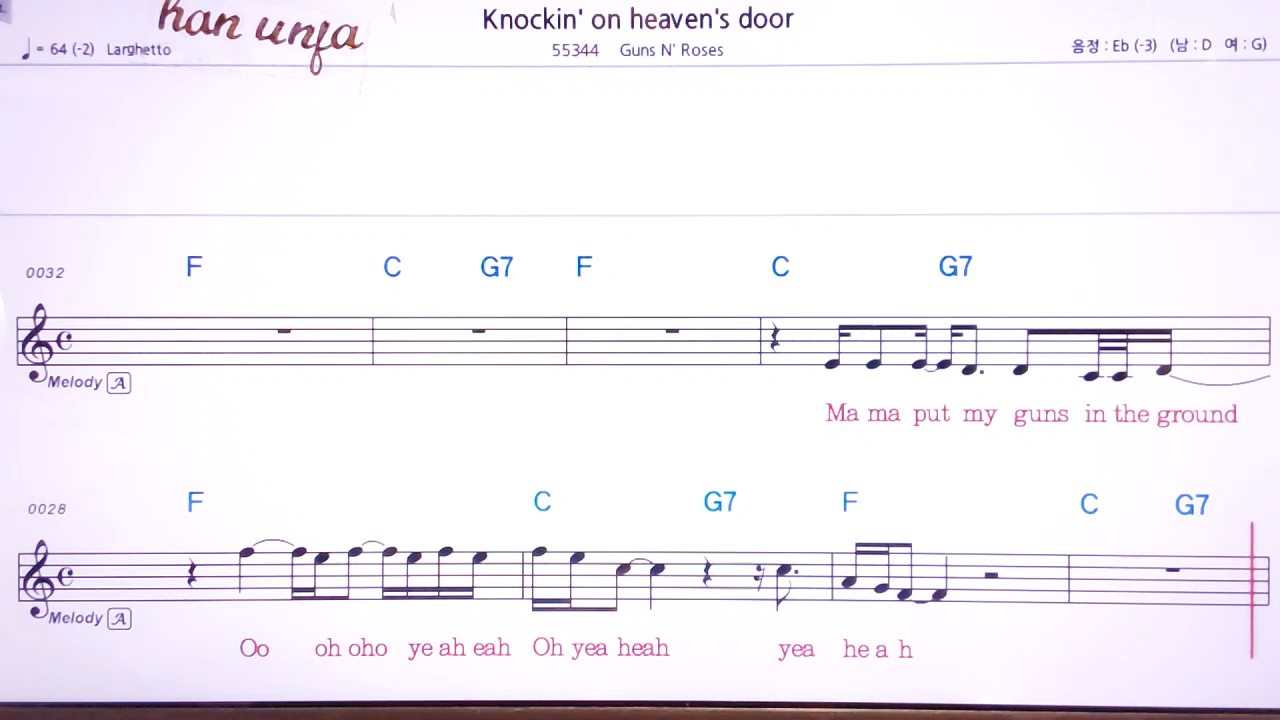 han unfa
Knockin' on heaven's door
♩ = 64 (-2) Larghetto
55344 Guns N' Roses
음정 : Eb (-3) (남 : D 여 : G)
0032 F C G7 F C G7
Melody A
Ma ma put my guns in the ground
0028 F C G7 F C G7
Melody A
Oo oh oho ye ah eah Oh yea heah yea he a h